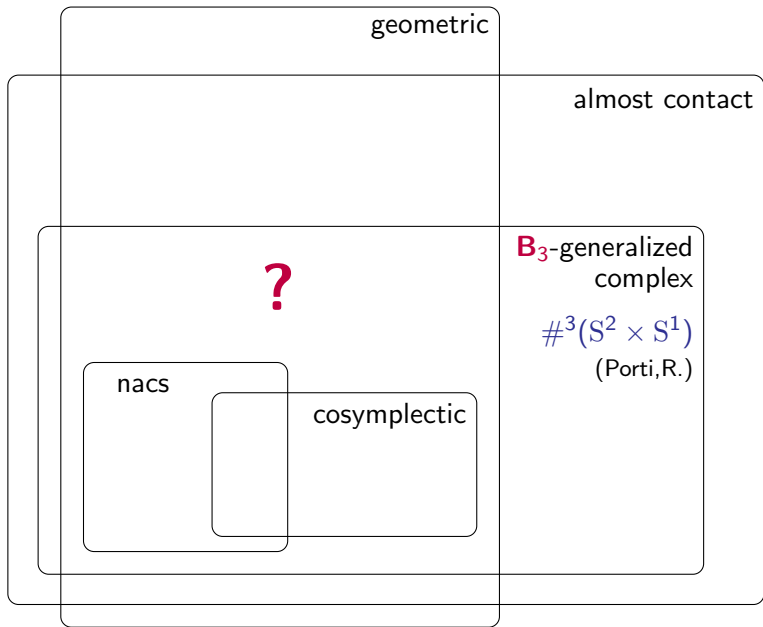 geometric
almost contact
B₃-generalized
complex
?
#³(S² × S¹)
(Porti,R.)
nacs
cosymplectic